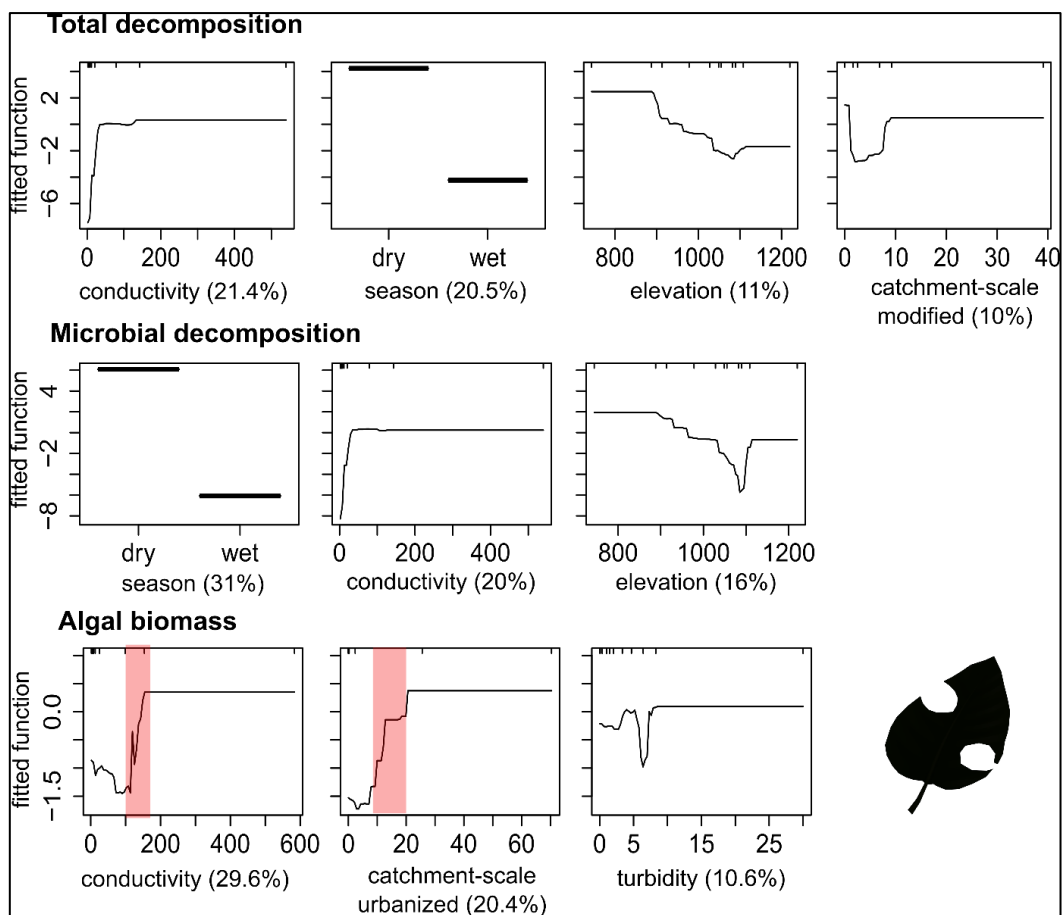 Total decomposition
fitted function
2
-2
-6
0 200 400
conductivity (21.4%)
dry wet
season (20.5%)
800 1000 1200
elevation (11%)
0 10 20 30 40
catchment-scale
modified (10%)
Microbial decomposition
fitted function
4
-2
-8
dry wet
season (31%)
0 200 400
conductivity (20%)
800 1000 1200
elevation (16%)
Algal biomass
fitted function
0.0
-1.5
0 200 400 600
conductivity (29.6%)
0 20 40 60
catchment-scale
urbanized (20.4%)
0 5 15 25
turbidity (10.6%)